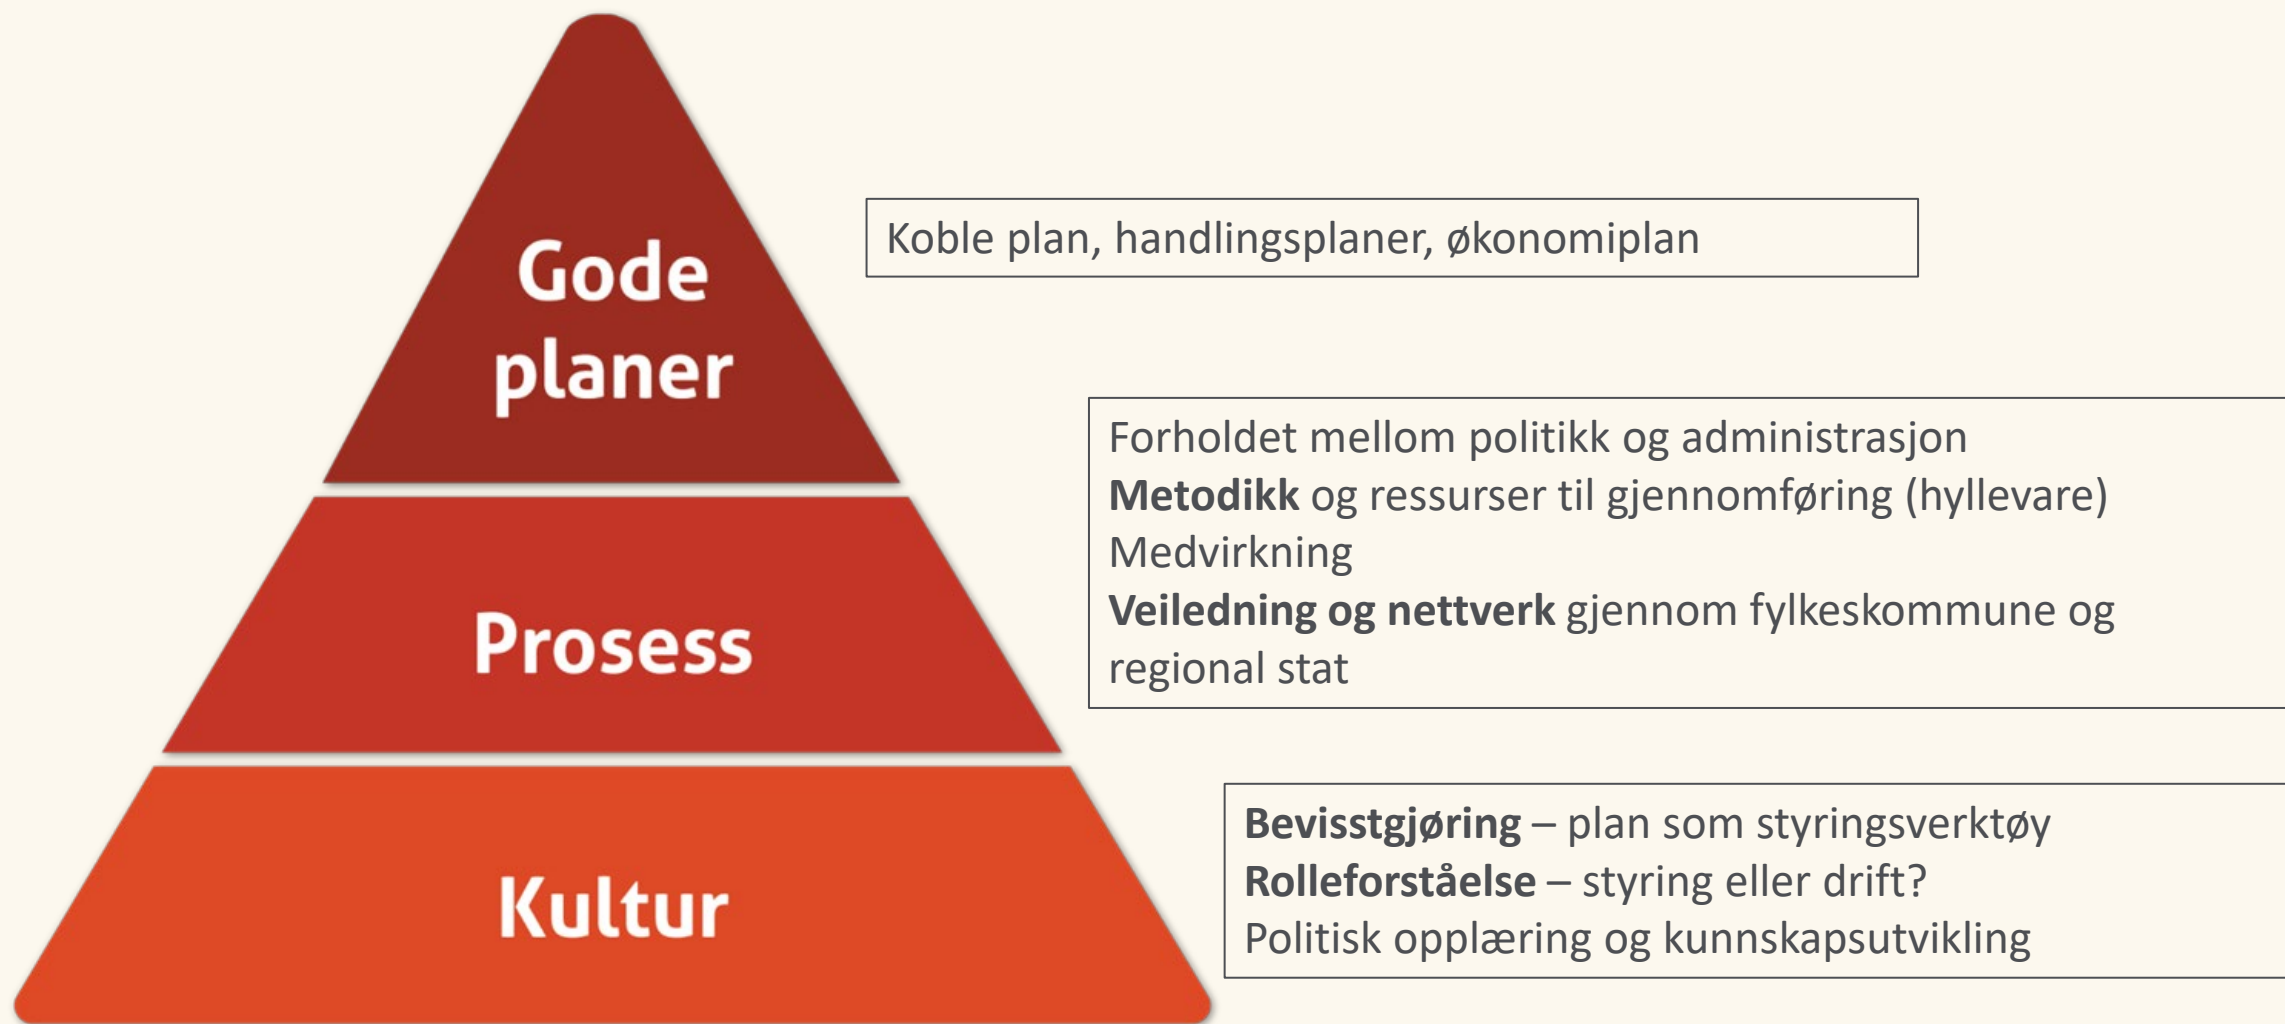 Gode
planer
Koble plan, handlingsplaner, økonomiplan
Prosess
Forholdet mellom politikk og administrasjon
Metodikk og ressurser til gjennomføring (hyllevare)
Medvirkning
Veiledning og nettverk gjennom fylkeskommune og
regional stat
Kultur
Bevisstgjøring – plan som styringsverktøy
Rolleforståelse – styring eller drift?
Politisk opplæring og kunnskapsutvikling